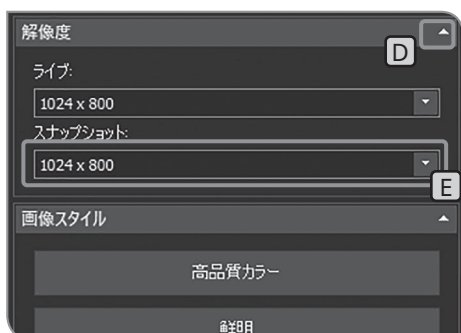 解像度
D
ライブ:
1024 x 800
スナップショット:
1024 x 800
E
画像スタイル
高品質カラー
鮮明